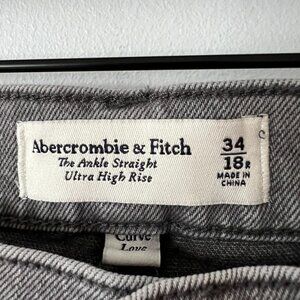 Abercrombie & Fitch
The Ankle Straight
Ultra High Rise
34
18R
MADE IN
CHINA
Curve
Love